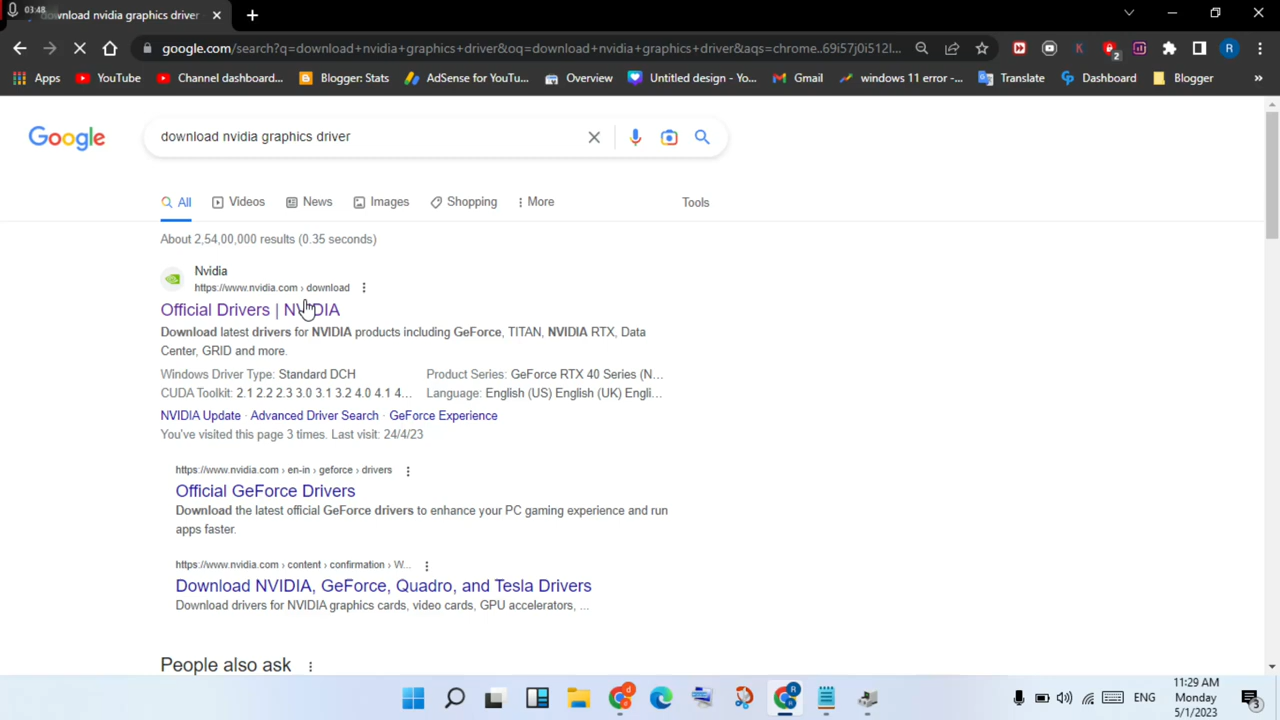 03:48
download nvidia graphics driver
google.com/search?q=download+nvidia+graphics+driver&oq=download+nvidia+graphics+driver&aqs=chrome..69i57j0i512l...
2
R
Apps
YouTube
Channel dashboard...
Blogger: Stats
AdSense for YouTu...
Overview
Untitled design - Yo...
Gmail
windows 11 error -...
Translate
Dashboard
Blogger
»
Google
download nvidia graphics driver
All
Videos
News
Images
Shopping
More
Tools
About 2,54,00,000 results (0.35 seconds)
Nvidia
https://www.nvidia.com › download
Official Drivers | NVIDIA
Download latest drivers for NVIDIA products including GeForce, TITAN, NVIDIA RTX, Data
Center, GRID and more.
Windows Driver Type: Standard DCH
Product Series: GeForce RTX 40 Series (N...
CUDA Toolkit: 2.1 2.2 2.3 3.0 3.1 3.2 4.0 4.1 4...
Language: English (US) English (UK) Engli...
NVIDIA Update · Advanced Driver Search · GeForce Experience
You've visited this page 3 times. Last visit: 24/4/23
https://www.nvidia.com › en-in › geforce › drivers
Official GeForce Drivers
Download the latest official GeForce drivers to enhance your PC gaming experience and run
apps faster.
https://www.nvidia.com › content › confirmation › W...
Download NVIDIA, GeForce, Quadro, and Tesla Drivers
Download drivers for NVIDIA graphics cards, video cards, GPU accelerators, ...
People also ask
ENG
11:29 AM
Monday
5/1/2023
3